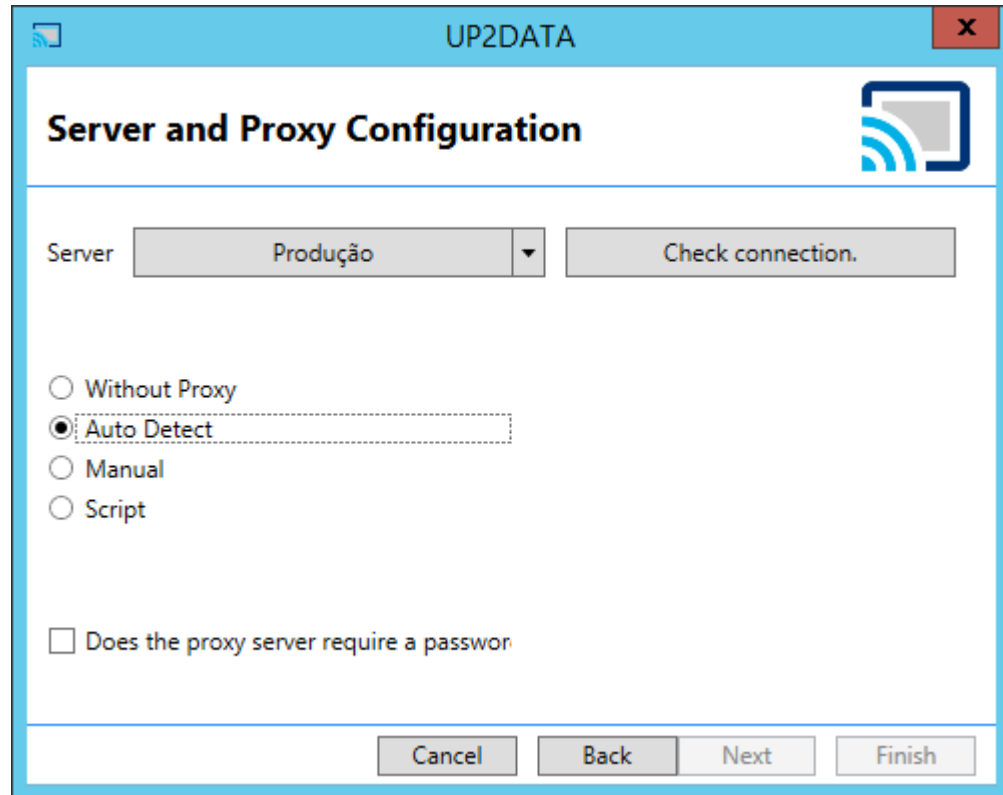 UP2DATA
x
Server and Proxy Configuration
Server Produção Check connection.
Without Proxy
Auto Detect
Manual
Script
Does the proxy server require a passwor
Cancel Back Next Finish